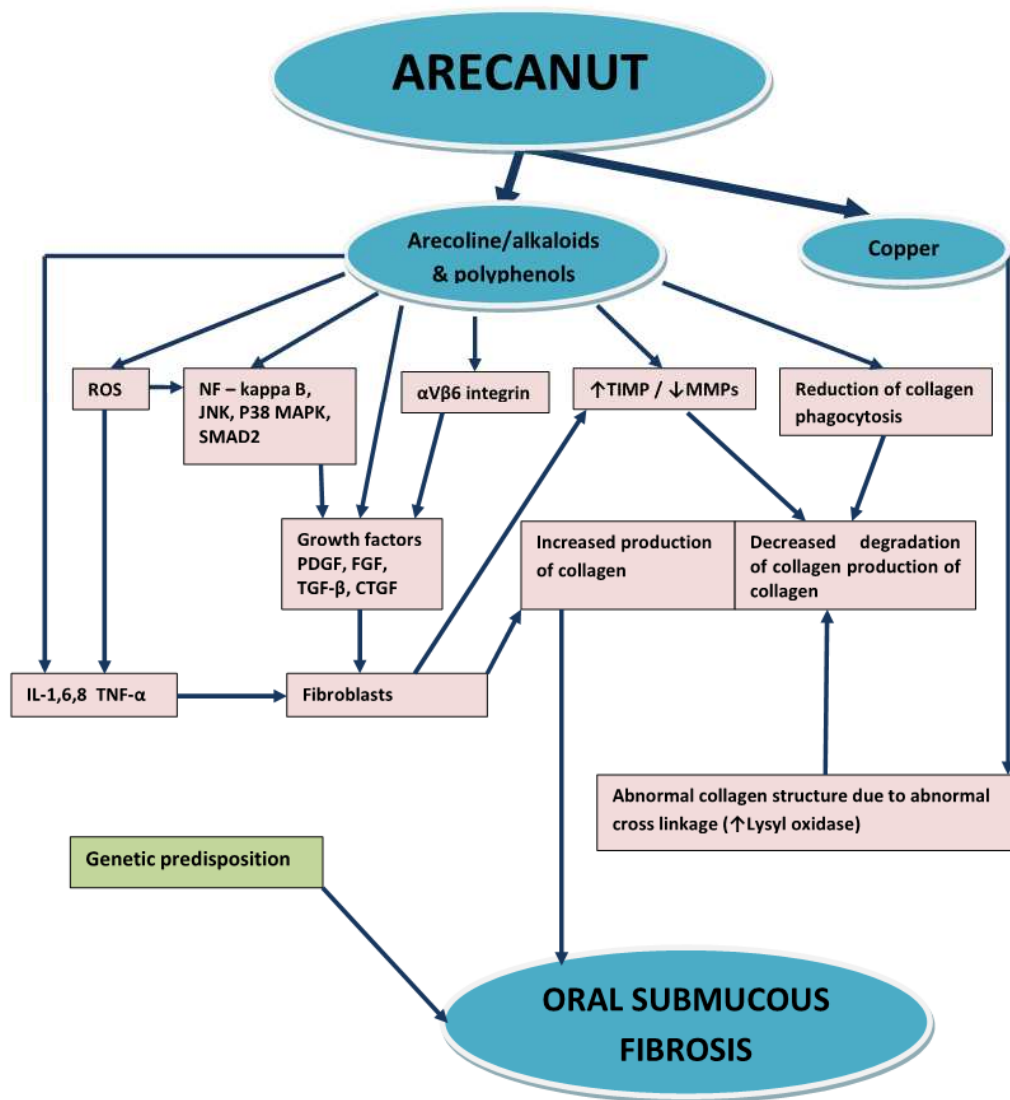 ARECANUT
Arecoline/alkaloids
& polyphenols
Copper
ROS
NF – kappa B,
JNK, P38 MAPK,
SMAD2
αVβ6 integrin
↑TIMP / ↓MMPs
Reduction of collagen
phagocytosis
Growth factors
PDGF, FGF,
TGF-β, CTGF
Increased production
of collagen
Decreased degradation
of collagen production of
collagen
IL-1,6,8 TNF-α
Fibroblasts
Abnormal collagen structure due to abnormal
cross linkage (↑Lysyl oxidase)
Genetic predisposition
ORAL SUBMUCOUS
FIBROSIS